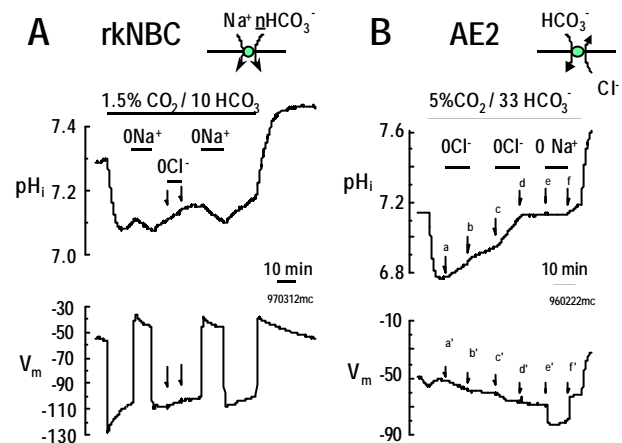 A rkNBC
Na⁺ nHCO₃⁻
1.5% CO₂ / 10 HCO₃
0Na⁺ 0Na⁺
0Cl⁻
7.4
pHᵢ 7.2
7.0
10 min
970312mc
-30
-50
-70
Vₘ
-90
-110
-130
B AE2
HCO₃⁻
Cl⁻
5%CO₂ / 33 HCO₃⁻
7.6
0Cl⁻ 0Cl⁻ 0 Na⁺
pHᵢ 7.2
d e f
c
b
a
6.8
10 min
960222mc
-10
a' b' c' d' e' f'
Vₘ -50
-90